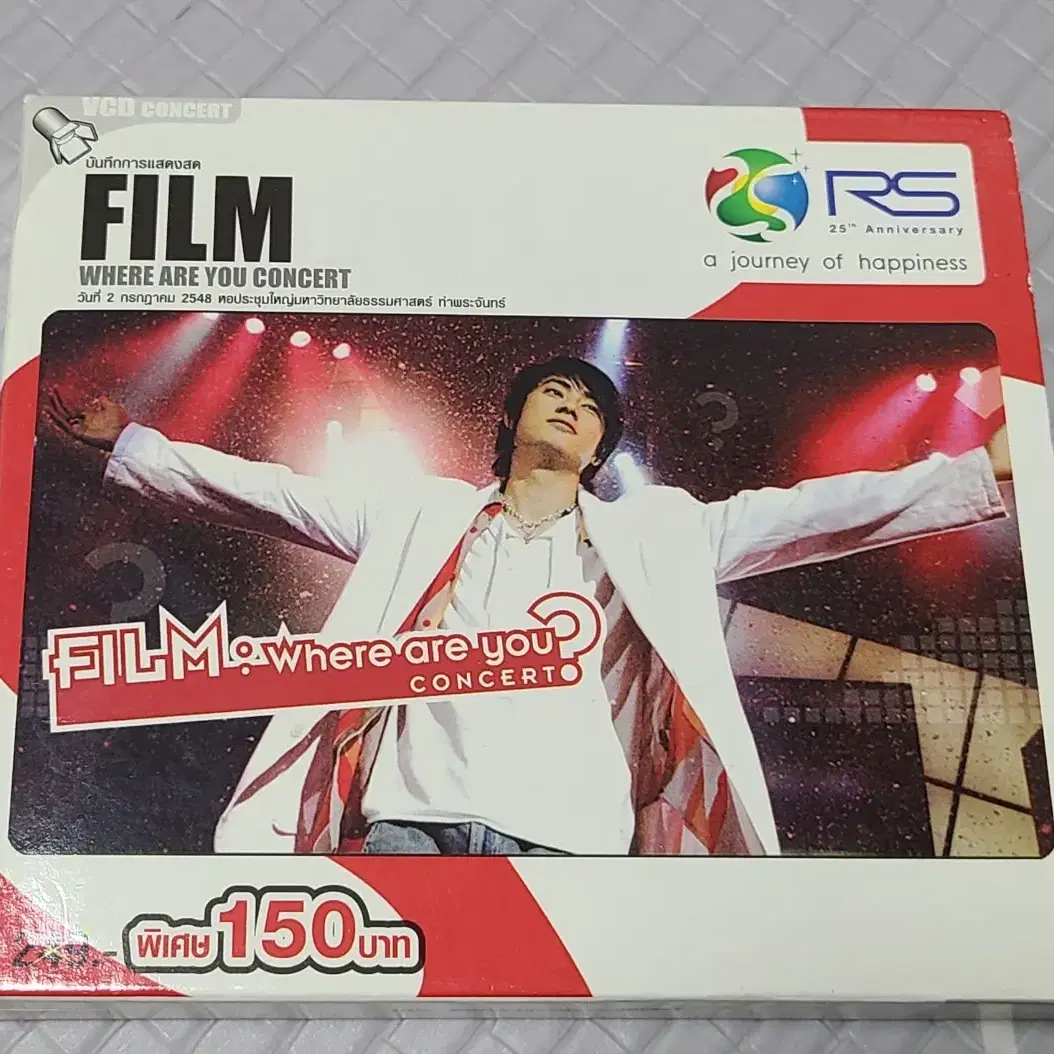 VCD CONCERT
บันทึกการแสดงสด
FILM
WHERE ARE YOU CONCERT
วันที่ 2 กรกฎาคม 2548 หอประชุมใหญ่มหาวิทยาลัยธรรมศาสตร์ ท่าพระจันทร์
RS
25th Anniversary
a journey of happiness
FILM: Where are you?
CONCERT
พิเศษ 150 บาท